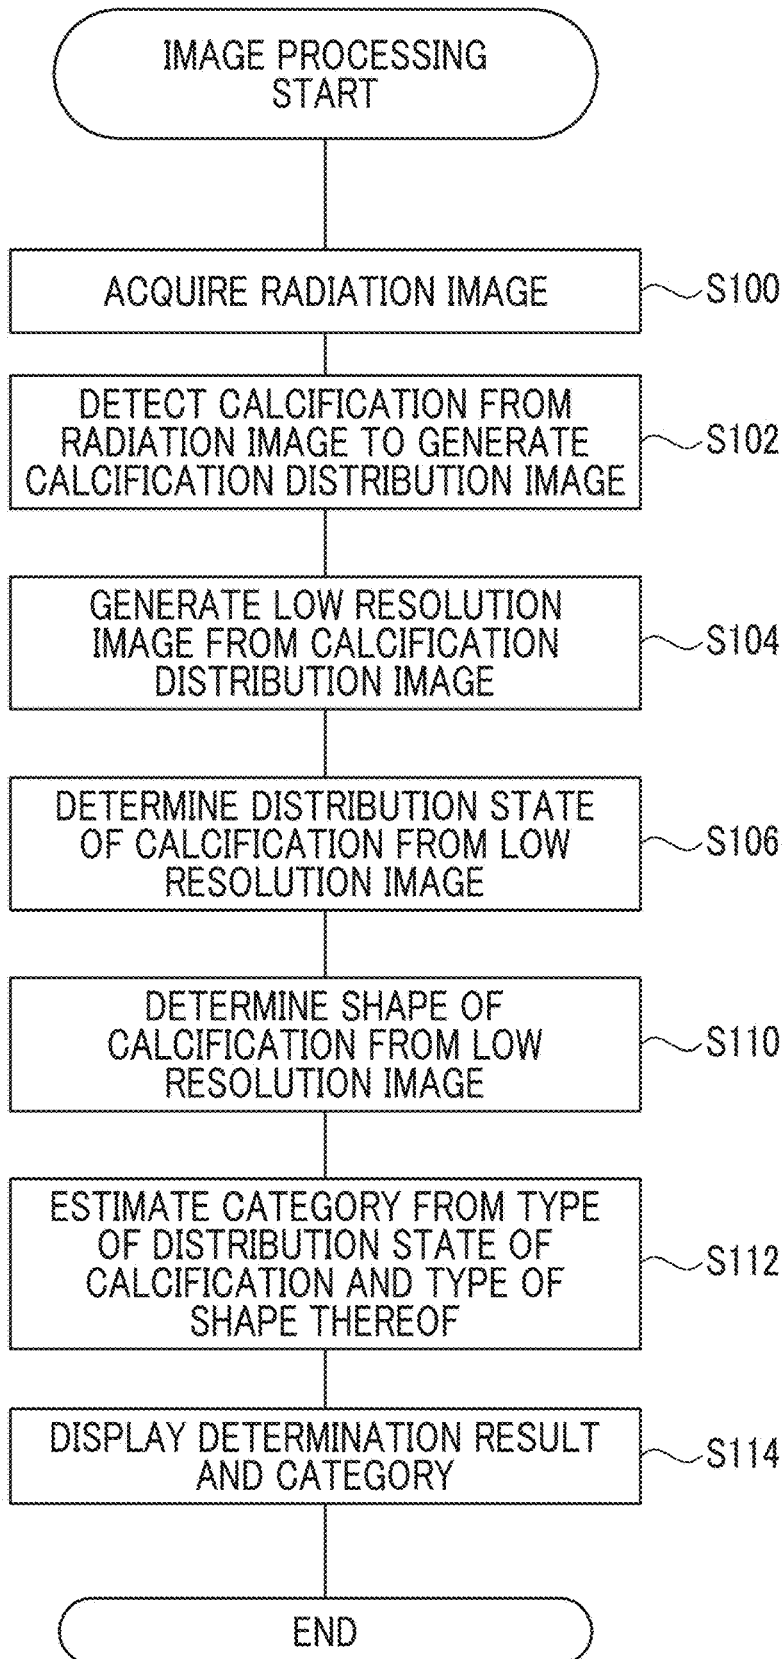 IMAGE PROCESSING
START
ACQUIRE RADIATION IMAGE
S100
DETECT CALCIFICATION FROM
RADIATION IMAGE TO GENERATE
CALCIFICATION DISTRIBUTION IMAGE
S102
GENERATE LOW RESOLUTION
IMAGE FROM CALCIFICATION
DISTRIBUTION IMAGE
S104
DETERMINE DISTRIBUTION STATE
OF CALCIFICATION FROM LOW
RESOLUTION IMAGE
S106
DETERMINE SHAPE OF
CALCIFICATION FROM LOW
RESOLUTION IMAGE
S110
ESTIMATE CATEGORY FROM TYPE
OF DISTRIBUTION STATE OF
CALCIFICATION AND TYPE OF
SHAPE THEREOF
S112
DISPLAY DETERMINATION RESULT
AND CATEGORY
S114
END